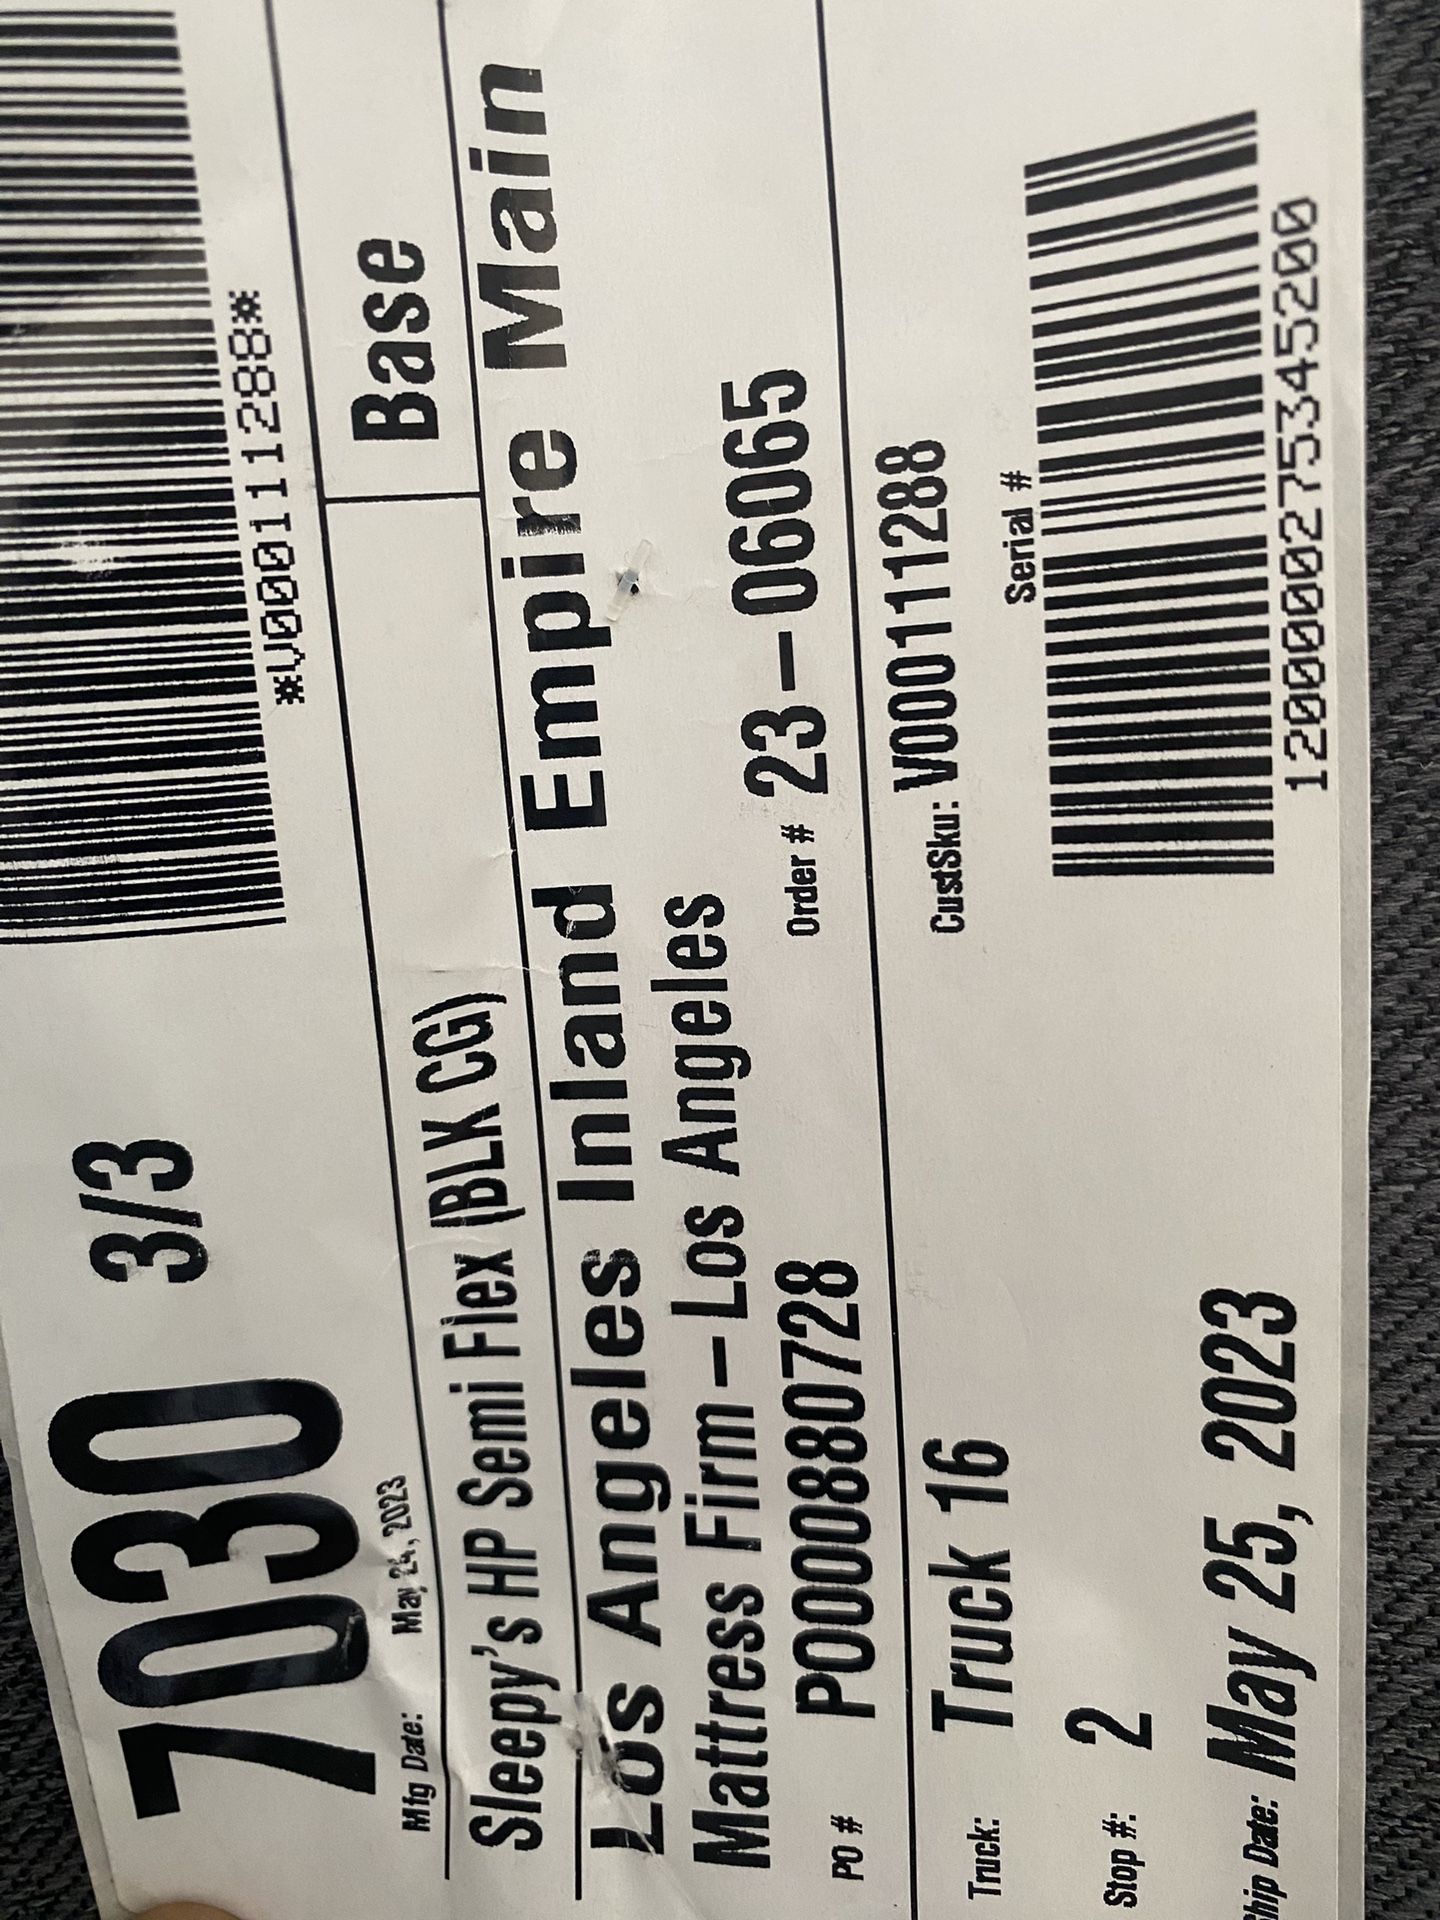 7030 3/3
*V000111288*
Mfg Date: May 24, 2023
Sleepy's HP Semi Flex (BLK CG) Base
Los Angeles Inland Empire Main
Mattress Firm - Los Angeles
PO # P0000880728 Order # 23-06065
Truck: Truck 16 CustSku: V000111288
Stop #: 2 Serial #
Ship Date: May 25, 2023 120000275345200